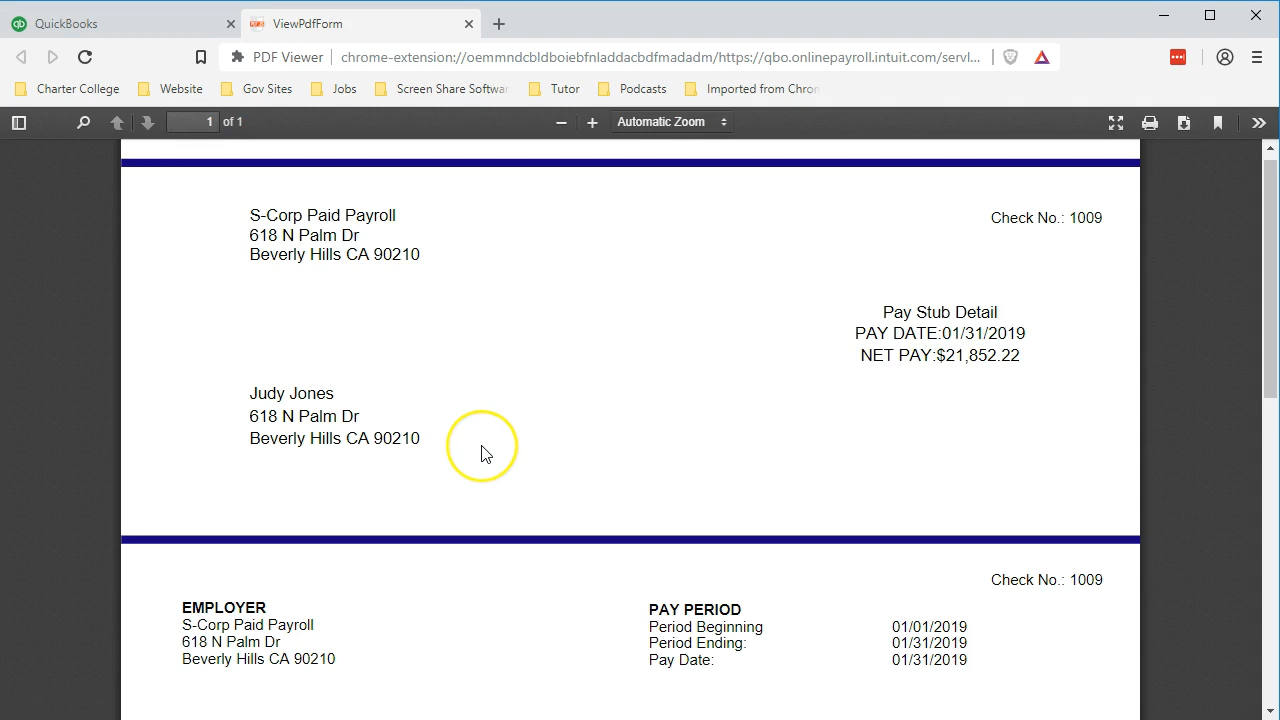 QuickBooks
ViewPdfForm
PDF Viewer
chrome-extension://oemmndcbldboiebfnladdacbdfmadadm/https://qbo.onlinepayroll.intuit.com/servl...
Charter College
Website
Gov Sites
Jobs
Screen Share Softwar
Tutor
Podcasts
Imported from Chron
1 of 1
Automatic Zoom
S-Corp Paid Payroll
618 N Palm Dr
Beverly Hills CA 90210
Check No.: 1009
Pay Stub Detail
PAY DATE:01/31/2019
NET PAY:$21,852.22
Judy Jones
618 N Palm Dr
Beverly Hills CA 90210
Check No.: 1009
EMPLOYER
S-Corp Paid Payroll
618 N Palm Dr
Beverly Hills CA 90210
PAY PERIOD
Period Beginning 01/01/2019
Period Ending: 01/31/2019
Pay Date: 01/31/2019